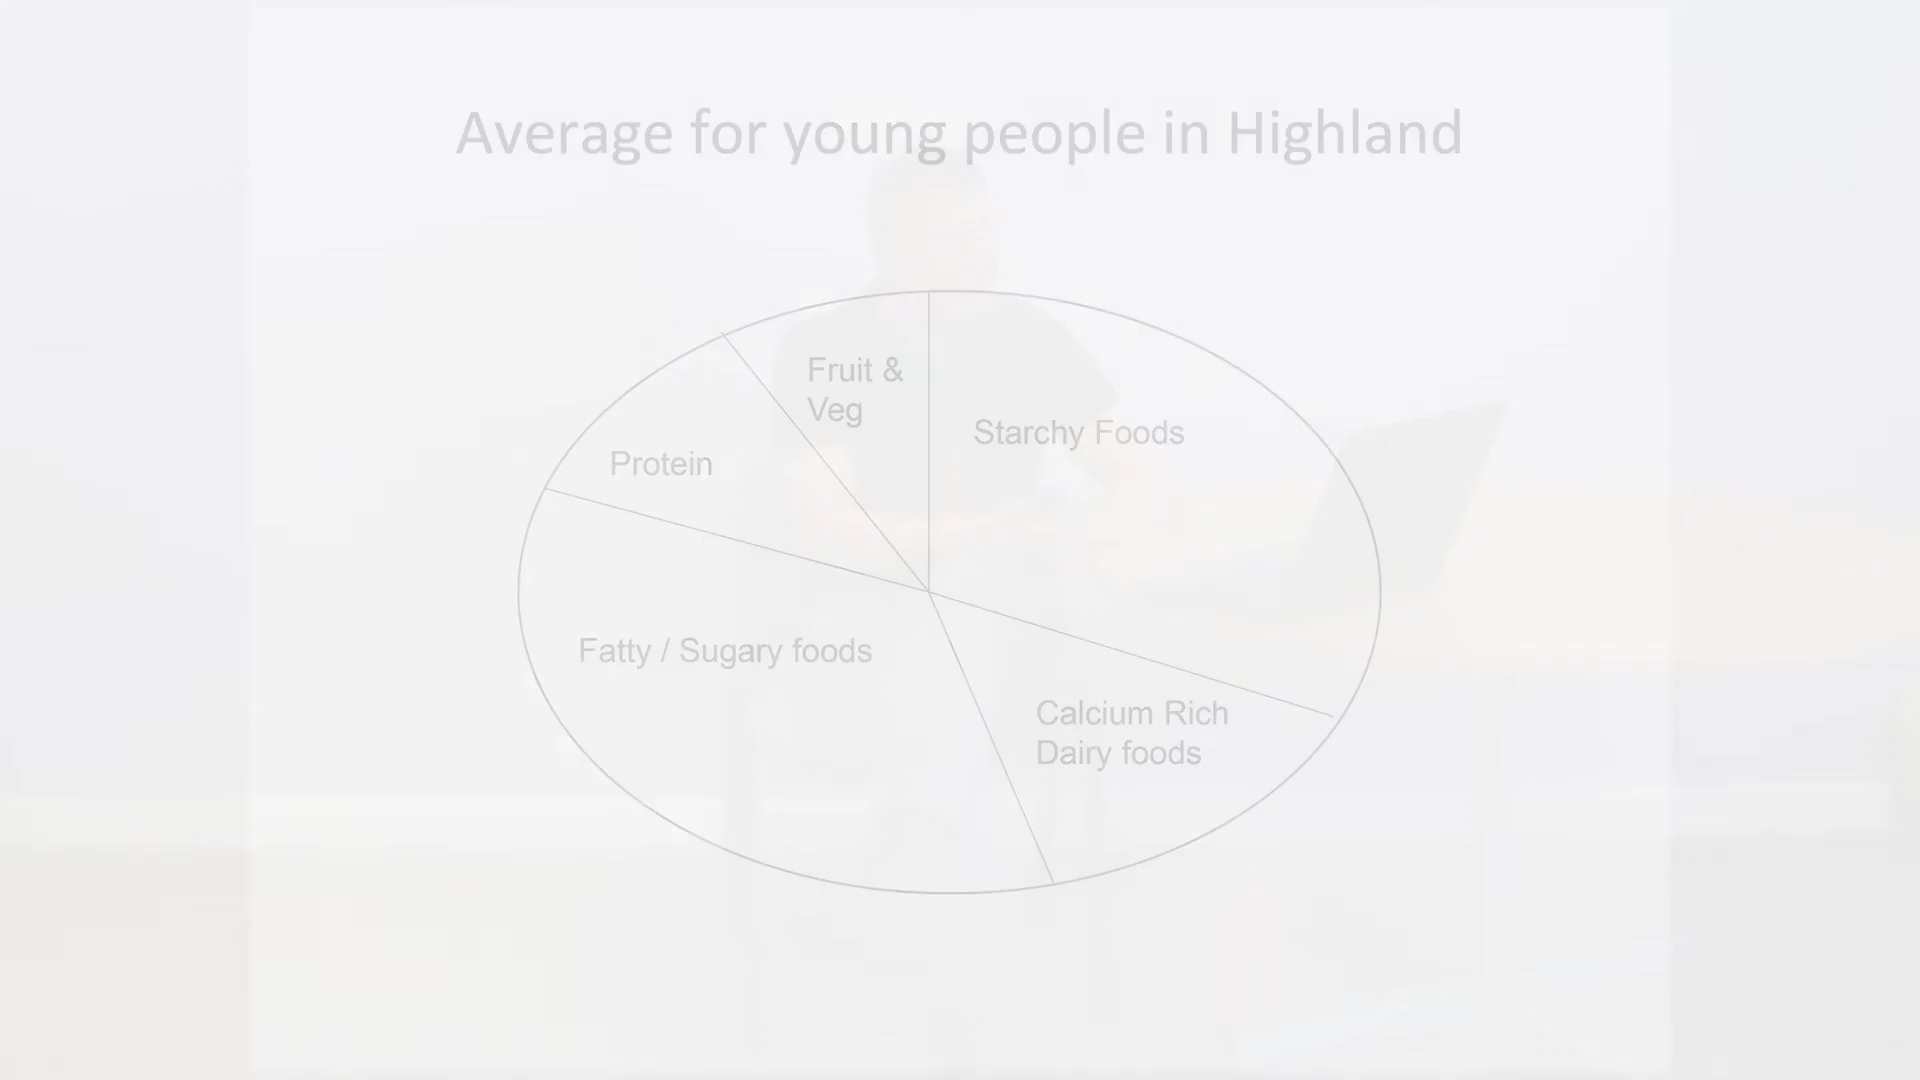 Average for young people in Highland
Fruit &
Veg
Starchy Foods
Protein
Fatty / Sugary foods
Calcium Rich
Dairy foods